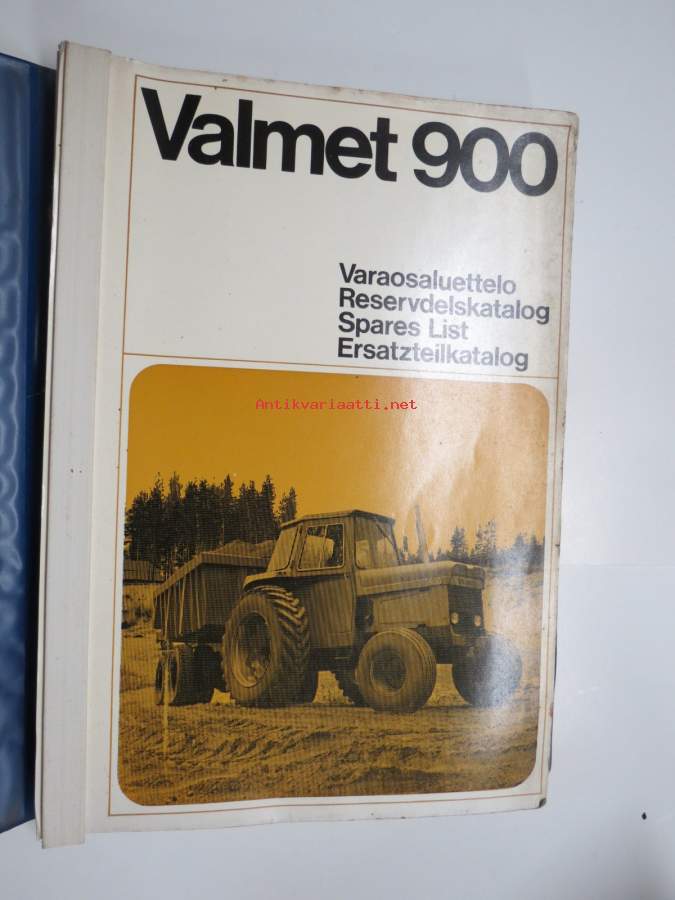 Valmet 900
Varaosaluettelo
Reservdelskatalog
Spares List
Ersatzteilkatalog
Antikvariaatti.net